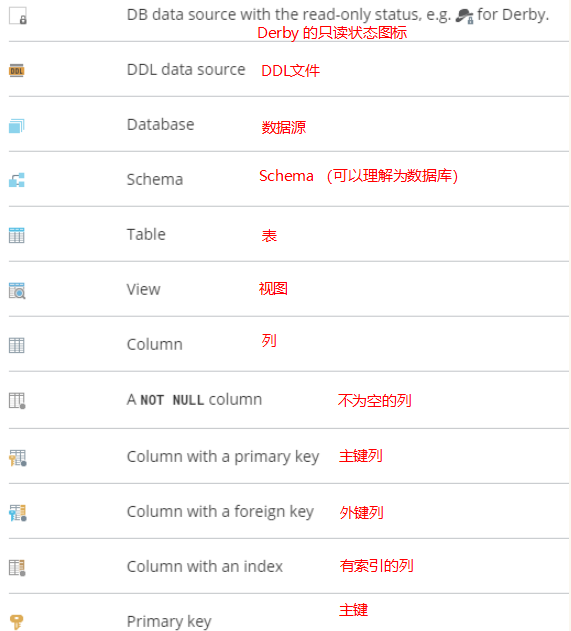 DB data source with the read-only status, e.g. for Derby.
Derby 的只读状态图标
DDL
DDL data source
DDL文件
Database
数据源
Schema
Schema （可以理解为数据库）
Table
表
View
视图
Column
列
A NOT NULL column
不为空的列
Column with a primary key
主键列
Column with a foreign key
外键列
Column with an index
有索引的列
Primary key
主键